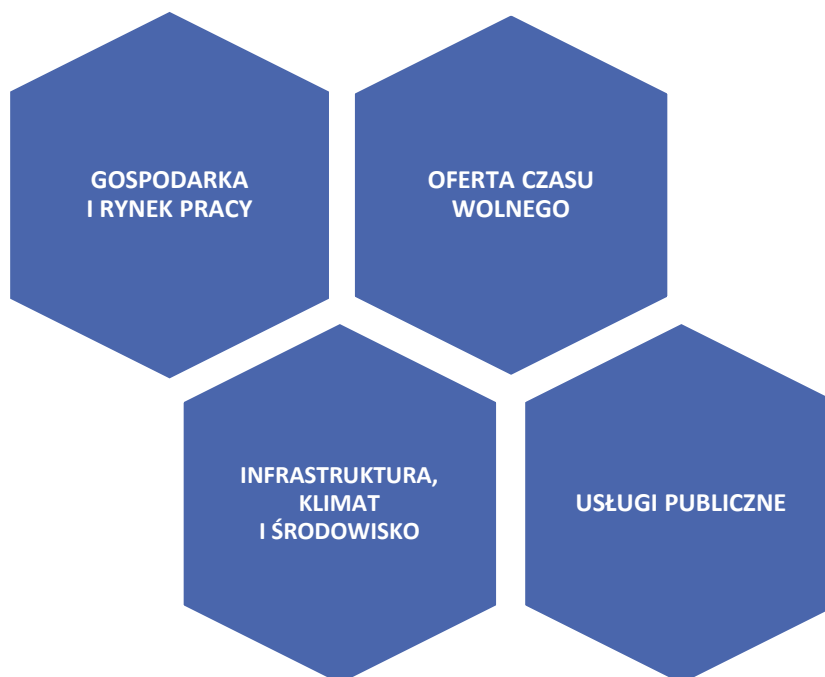 GOSPODARKA
I RYNEK PRACY
OFERTA CZASU
WOLNEGO
INFRASTRUKTURA,
KLIMAT
I ŚRODOWISKO
USŁUGI PUBLICZNE